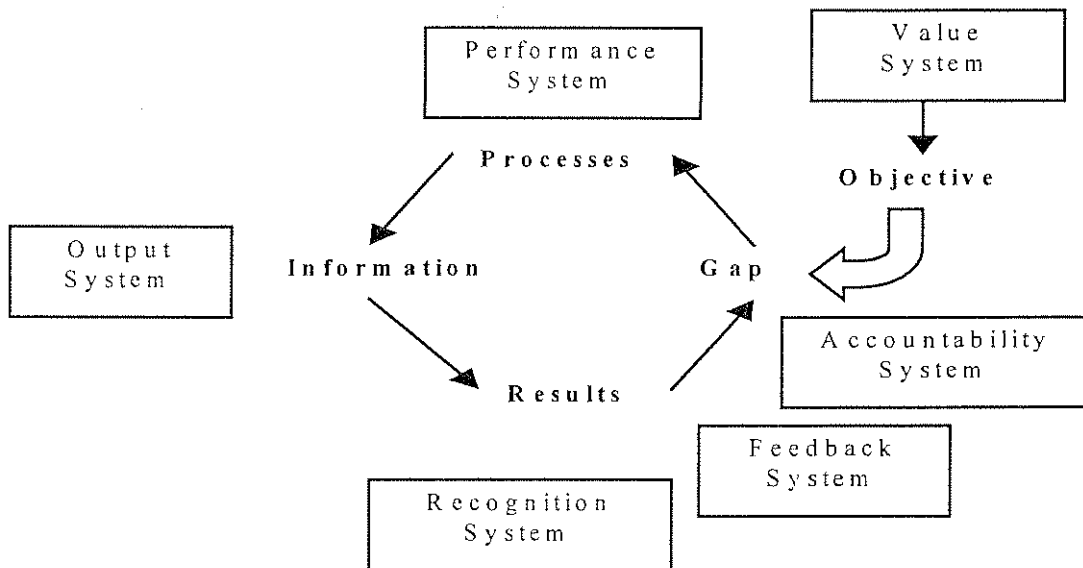 Performance
System
Value
System
Processes
Objective
Output
System
Information
Gap
Accountability
System
Results
Feedback
System
Recognition
System